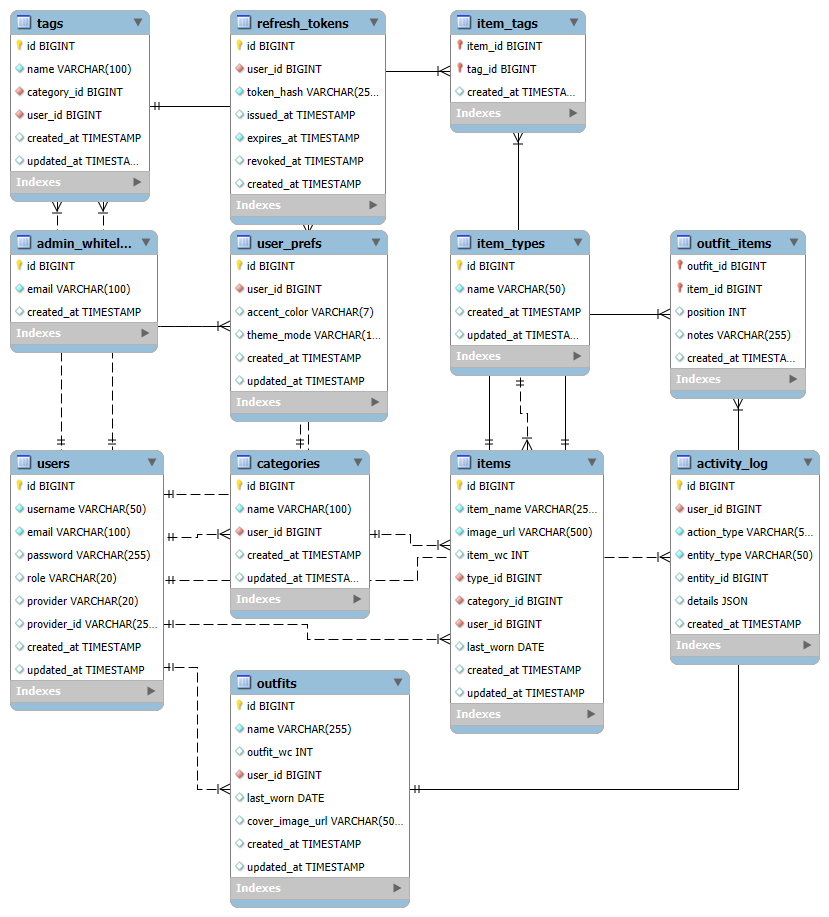 tags
id BIGINT
name VARCHAR(100)
category_id BIGINT
user_id BIGINT
created_at TIMESTAMP
updated_at TIMESTA...
Indexes
refresh_tokens
id BIGINT
user_id BIGINT
token_hash VARCHAR(25...
issued_at TIMESTAMP
expires_at TIMESTAMP
revoked_at TIMESTAMP
created_at TIMESTAMP
Indexes
item_tags
item_id BIGINT
tag_id BIGINT
created_at TIMESTA...
Indexes
admin_whitel...
id BIGINT
email VARCHAR(100)
created_at TIMESTAMP
Indexes
user_prefs
id BIGINT
user_id BIGINT
accent_color VARCHAR(7)
theme_mode VARCHAR(1...
created_at TIMESTAMP
updated_at TIMESTAMP
Indexes
item_types
id BIGINT
name VARCHAR(50)
created_at TIMESTAMP
updated_at TIMESTA...
Indexes
outfit_items
outfit_id BIGINT
item_id BIGINT
position INT
notes VARCHAR(255)
created_at TIMESTA...
Indexes
users
id BIGINT
username VARCHAR(50)
email VARCHAR(100)
password VARCHAR(255)
role VARCHAR(20)
provider VARCHAR(20)
provider_id VARCHAR(25...
created_at TIMESTAMP
updated_at TIMESTAMP
Indexes
categories
id BIGINT
name VARCHAR(100)
user_id BIGINT
created_at TIMESTAMP
updated_at TIMESTA...
Indexes
items
id BIGINT
item_name VARCHAR(25...
image_url VARCHAR(500)
item_wc INT
type_id BIGINT
category_id BIGINT
user_id BIGINT
last_worn DATE
created_at TIMESTAMP
updated_at TIMESTAMP
Indexes
activity_log
id BIGINT
user_id BIGINT
action_type VARCHAR(5...
entity_type VARCHAR(50)
entity_id BIGINT
details JSON
created_at TIMESTAMP
Indexes
outfits
id BIGINT
name VARCHAR(255)
outfit_wc INT
user_id BIGINT
last_worn DATE
cover_image_url VARCHAR(50...
created_at TIMESTAMP
updated_at TIMESTAMP
Indexes